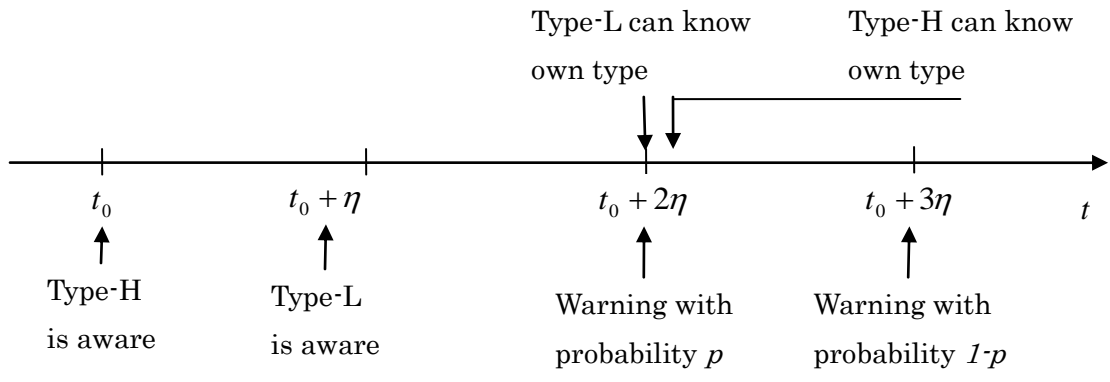 Type-L can know
own type
Type-H can know
own type
t₀
t₀ + η
t₀ + 2η
t₀ + 3η
t
Type-H
is aware
Type-L
is aware
Warning with
probability p
Warning with
probability 1-p